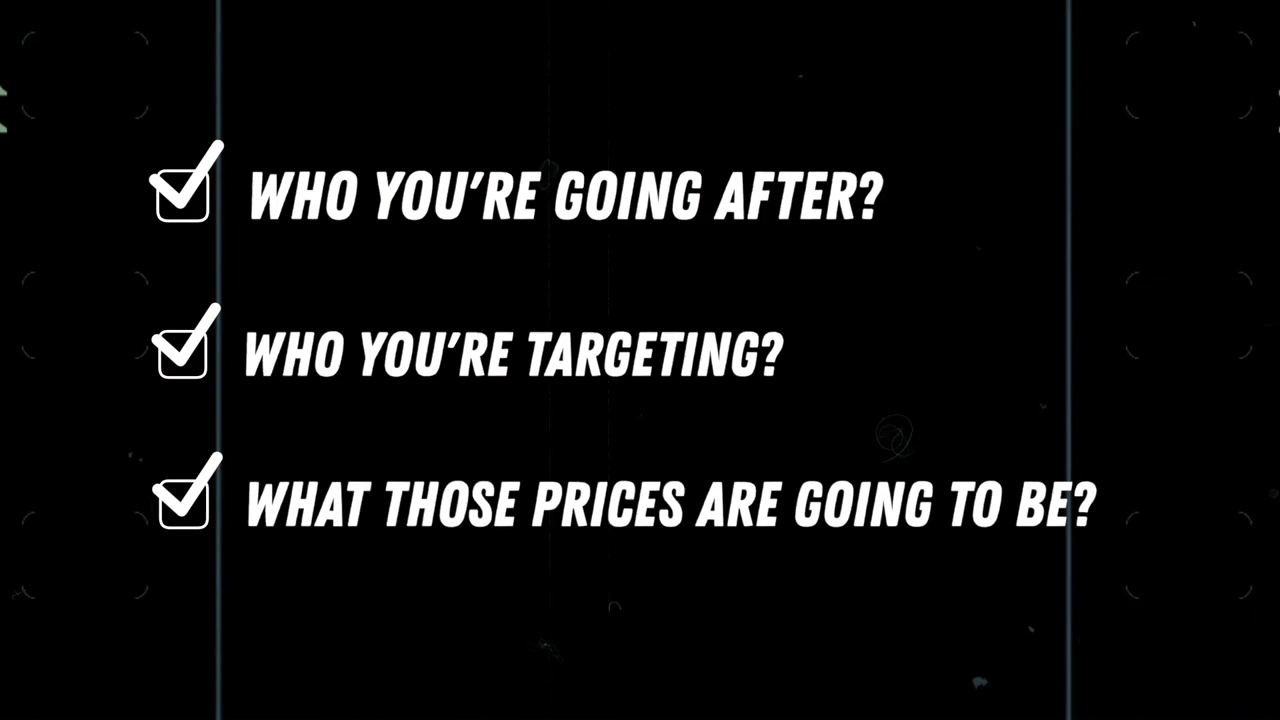 WHO YOU'RE GOING AFTER?
WHO YOU'RE TARGETING?
WHAT THOSE PRICES ARE GOING TO BE?